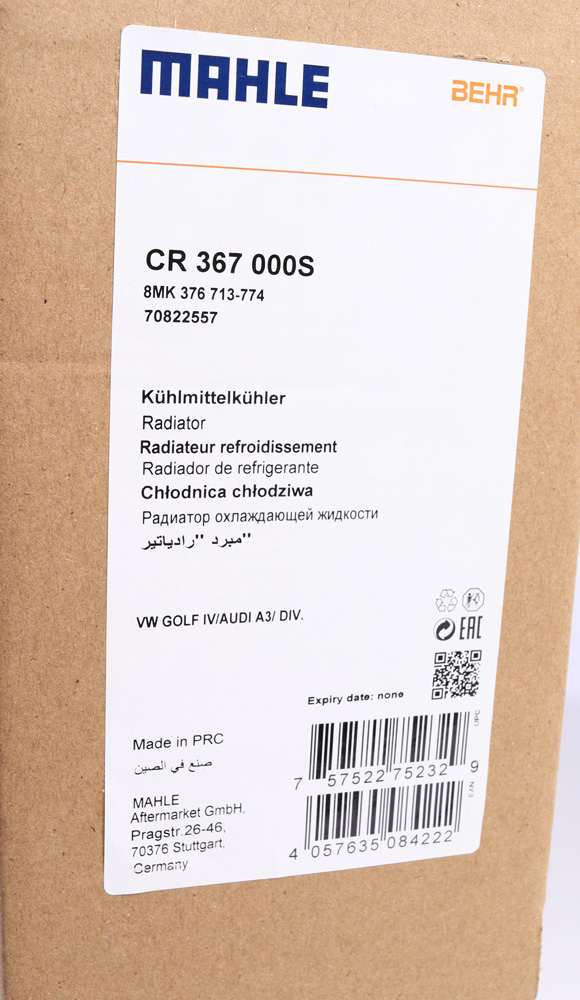 MAHLE
BEHR®
CR 367 000S
8MK 376 713-774
70822557
Kühlmittelkühler
Radiator
Radiateur refroidissement
Radiador de refrigerante
Chłodnica chłodziwa
Радиатор охлаждающей жидкости
مبرد "رادياتير"
VW GOLF IV/AUDI A3/ DIV.
EAC
Expiry date: none
UPC
7 57522 75232 9
Made in PRC
صنع في الصين
EAN
4 057635 084222
MAHLE
Aftermarket GmbH,
Pragstr.26-46,
70376 Stuttgart,
Germany